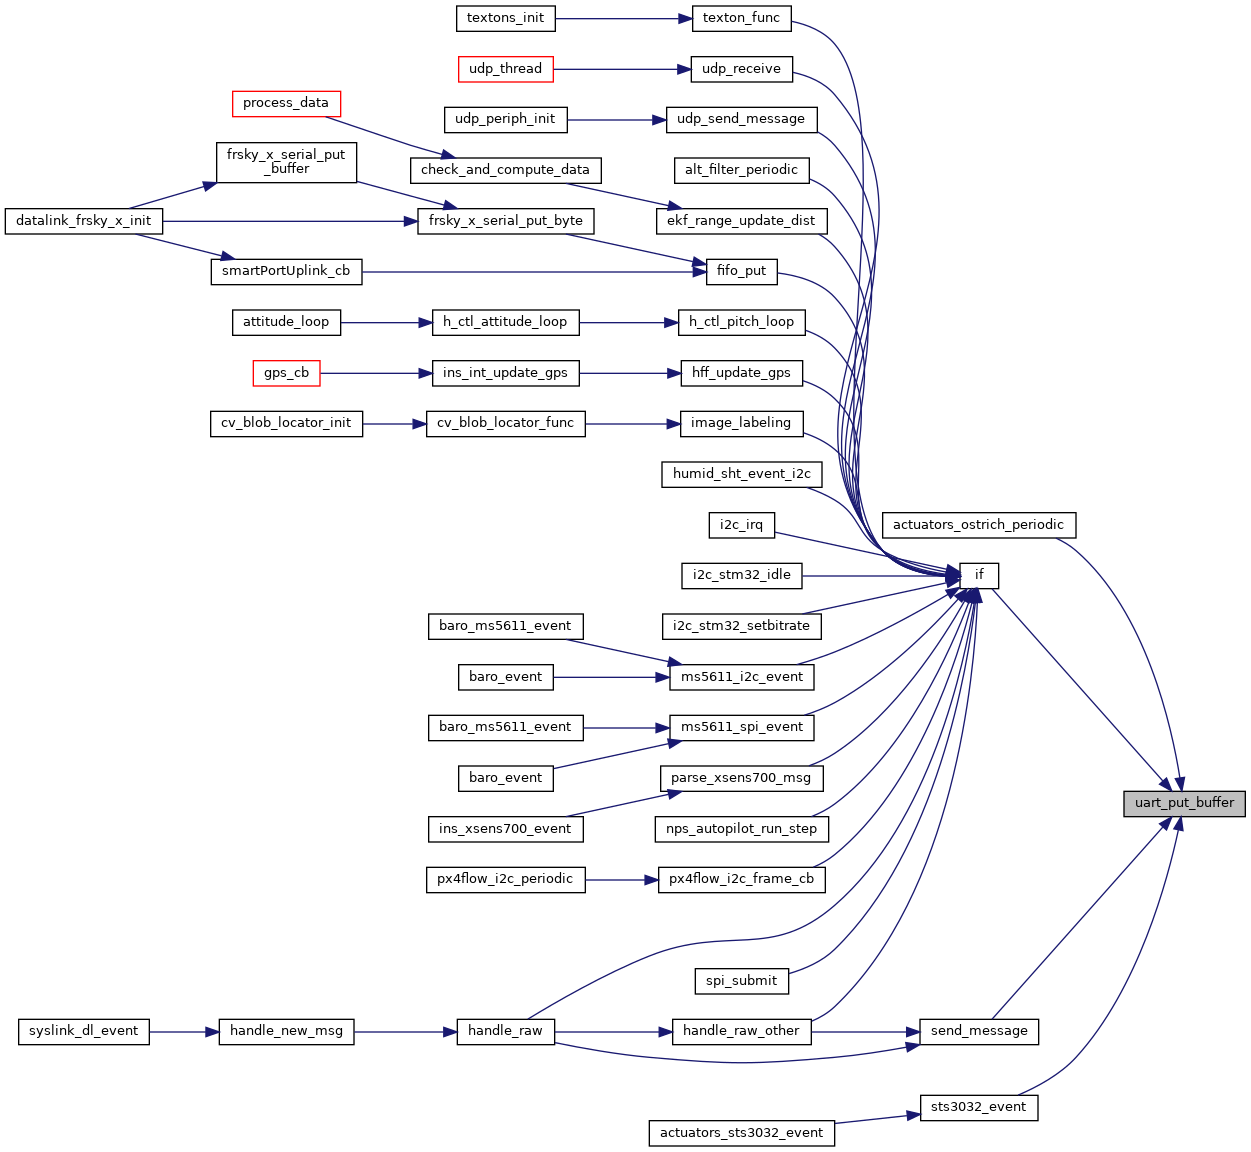 textons_init
texton_func
udp_thread
udp_receive
process_data
udp_periph_init
udp_send_message
frsky_x_serial_put
_buffer
check_and_compute_data
alt_filter_periodic
datalink_frsky_x_init
frsky_x_serial_put_byte
ekf_range_update_dist
smartPortUplink_cb
fifo_put
attitude_loop
h_ctl_attitude_loop
h_ctl_pitch_loop
gps_cb
ins_int_update_gps
hff_update_gps
cv_blob_locator_init
cv_blob_locator_func
image_labeling
humid_sht_event_i2c
i2c_irq
actuators_ostrich_periodic
i2c_stm32_idle
if
baro_ms5611_event
i2c_stm32_setbitrate
baro_event
ms5611_i2c_event
baro_ms5611_event
ms5611_spi_event
baro_event
parse_xsens700_msg
uart_put_buffer
ins_xsens700_event
nps_autopilot_run_step
px4flow_i2c_periodic
px4flow_i2c_frame_cb
spi_submit
syslink_dl_event
handle_new_msg
handle_raw
handle_raw_other
send_message
sts3032_event
actuators_sts3032_event